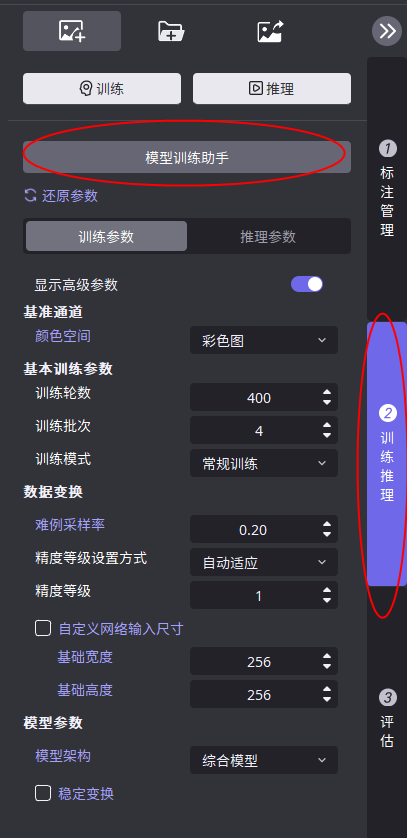 训练
推理
模型训练助手
还原参数
训练参数
推理参数
显示高级参数
基准通道
颜色空间
彩色图
基本训练参数
训练轮数
400
训练批次
4
训练模式
常规训练
数据变换
难例采样率
0.20
精度等级设置方式
自动适应
精度等级
1
自定义网络输入尺寸
基础宽度
256
基础高度
256
模型参数
模型架构
综合模型
稳定变换
1
标注管理
2
训练推理
3
评估